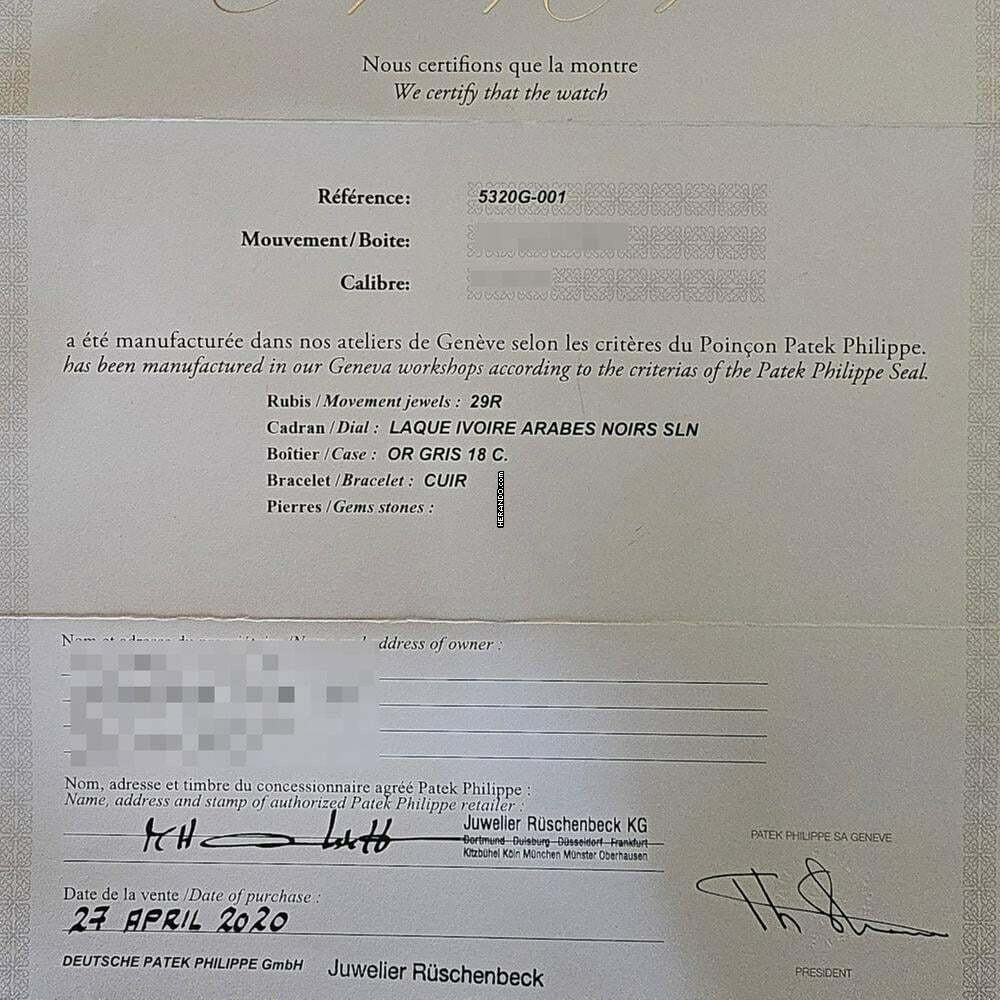 Nous certifions que la montre
We certify that the watch
Référence: 5320G-001
Mouvement/Boite:
Calibre:
a été manufacturée dans nos ateliers de Genève selon les critères du Poinçon Patek Philippe.
has been manufactured in our Geneva workshops according to the criterias of the Patek Philippe Seal.
Rubis /Movement jewels : 29R
Cadran /Dial : LAQUE IVOIRE ARABES NOIRS SLN
Boîtier /Case : OR GRIS 18 C.
Bracelet /Bracelet : CUIR
Pierres /Gems stones :
HERANDO.com
address of owner :
Nom, adresse et timbre du concessionnaire agréé Patek Philippe :
Name, address and stamp of authorized Patek Philippe retailer :
Juwelier Rüschenbeck KG
Dortmund Duisburg Düsseldorf Frankfurt
Kitzbühel Köln München Münster Oberhausen
PATEK PHILIPPE SA GENEVE
Date de la vente /Date of purchase :
27 APRIL 2020
DEUTSCHE PATEK PHILIPPE GmbH Juwelier Rüschenbeck
PRESIDENT